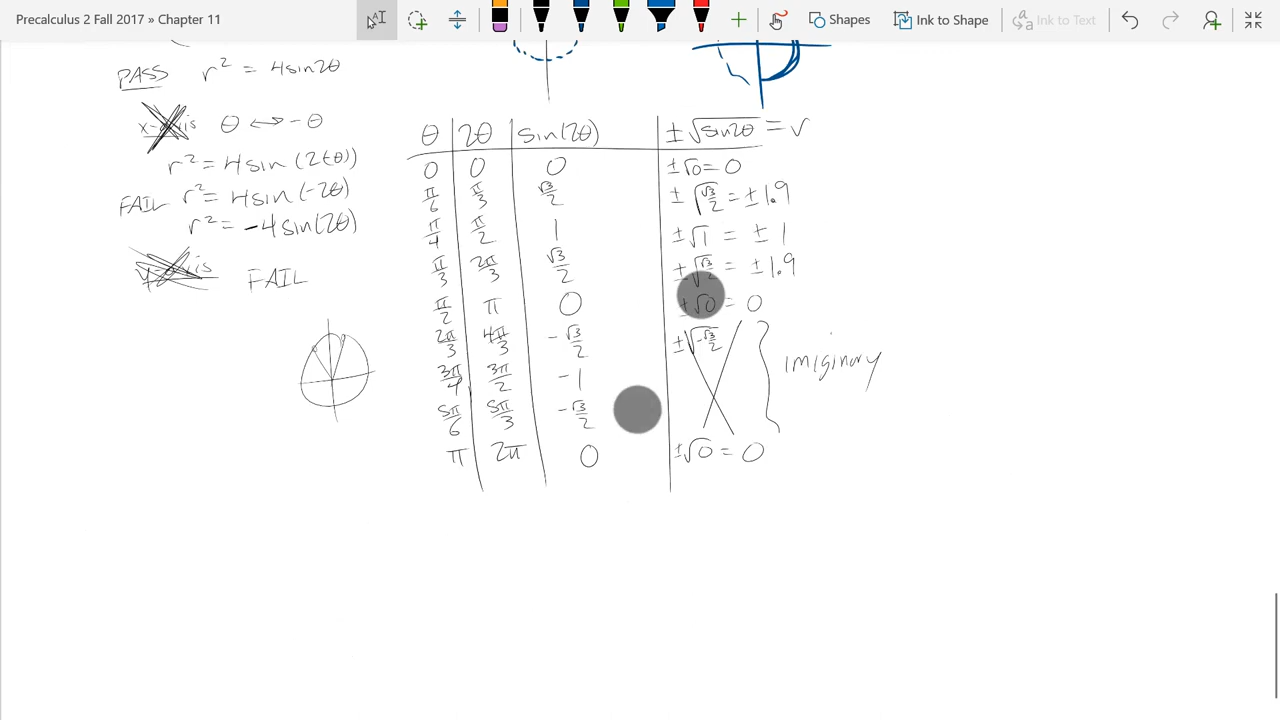 Precalculus 2 Fall 2017 » Chapter 11
Shapes
Ink to Shape
Ink to Text
PASS r² = 4sin2θ
x-axis θ ↔ -θ
r² = 4sin(2(θ))
FAIL r² = 4sin(-2θ)
r² = -4sin(2θ)
y-axis FAIL
θ 2θ sin(2θ) ±√sin2θ = r
0 0 0 ±√0 = 0
π/6 π/3 √3/2 ±√(√3/2) = ±1.9
π/4 π/2 1 ±√1 = ±1
π/3 2π/3 √3/2 ±√(√3/2) = ±1.9
π/2 π 0 ±√0 = 0
2π/3 4π/3 -√3/2 ±√(-√3/2)
3π/4 3π/2 -1 imiginary
5π/6 5π/3 -√3/2
π 2π 0 ±√0 = 0